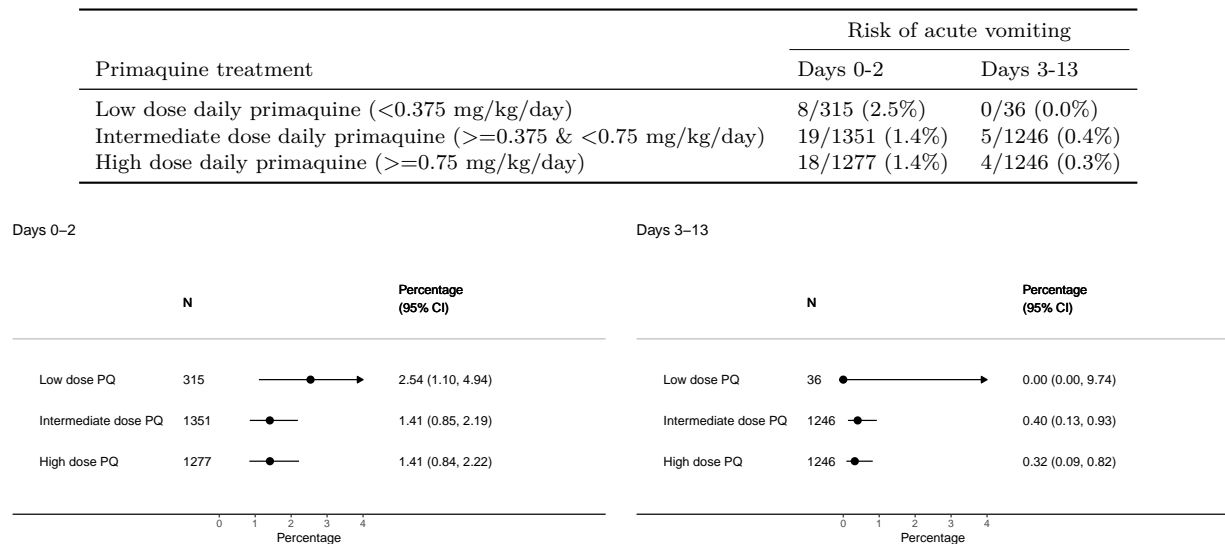 Risk of acute vomiting
Primaquine treatment Days 0-2 Days 3-13
Low dose daily primaquine (<0.375 mg/kg/day) 8/315 (2.5%) 0/36 (0.0%)
Intermediate dose daily primaquine (>=0.375 & <0.75 mg/kg/day) 19/1351 (1.4%) 5/1246 (0.4%)
High dose daily primaquine (>=0.75 mg/kg/day) 18/1277 (1.4%) 4/1246 (0.3%)
Days 0–2
N Percentage
(95% CI)
Low dose PQ 315 2.54 (1.10, 4.94)
Intermediate dose PQ 1351 1.41 (0.85, 2.19)
High dose PQ 1277 1.41 (0.84, 2.22)
0 1 2 3 4
Percentage
Days 3–13
N Percentage
(95% CI)
Low dose PQ 36 0.00 (0.00, 9.74)
Intermediate dose PQ 1246 0.40 (0.13, 0.93)
High dose PQ 1246 0.32 (0.09, 0.82)
0 1 2 3 4
Percentage